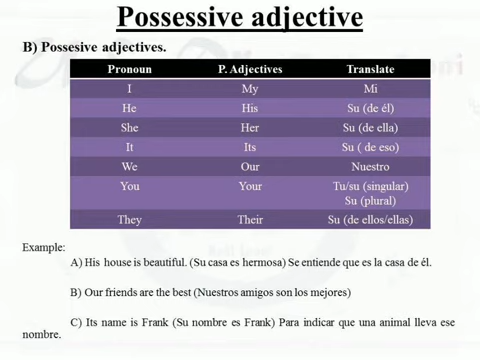 Possessive adjective
B) Possesive adjectives.
Pronoun P. Adjectives Translate
I My Mi
He His Su (de él)
She Her Su (de ella)
It Its Su ( de eso)
We Our Nuestro
You Your Tu/su (singular)
Su (plural)
They Their Su (de ellos/ellas)
Example:
A) His house is beautiful. (Su casa es hermosa) Se entiende que es la casa de él.
B) Our friends are the best (Nuestros amigos son los mejores)
C) Its name is Frank (Su nombre es Frank) Para indicar que una animal lleva ese
nombre.